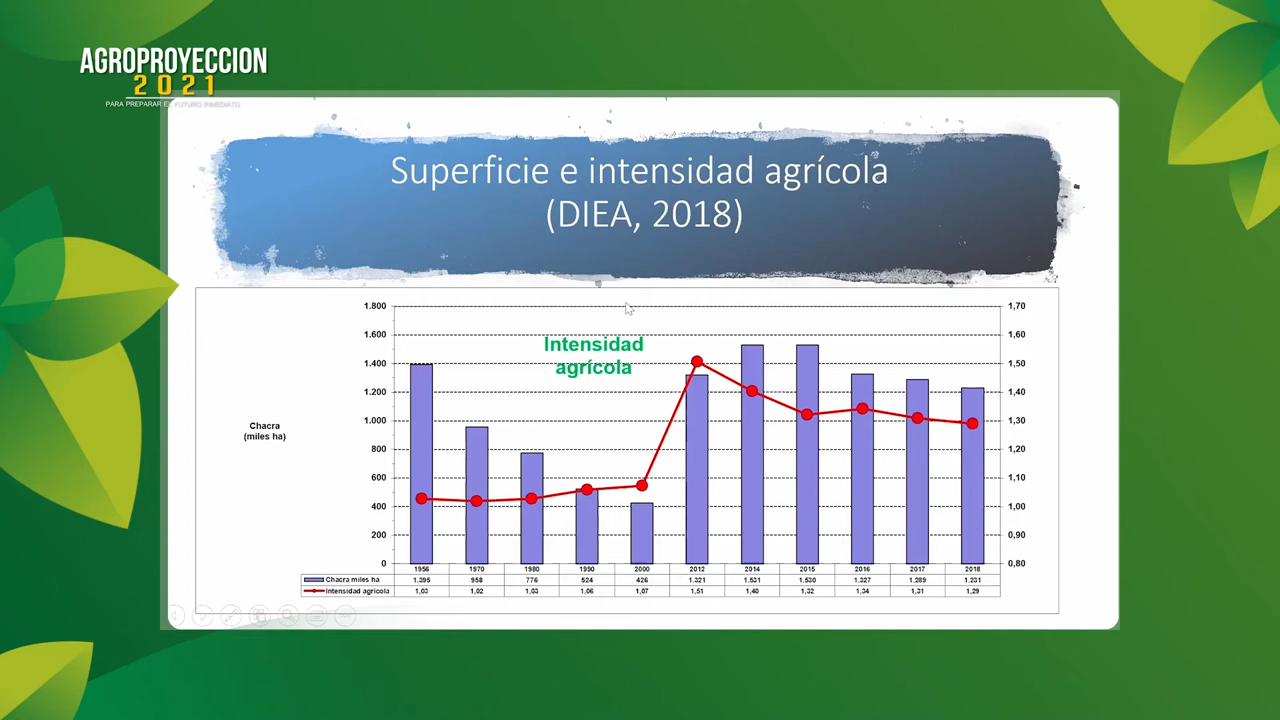 AGROPROYECCION
2021
PARA PREPARAR EL FUTURO INMEDIATO
Superficie e intensidad agrícola
(DIEA, 2018)
1.800 1,70
1.600 1,60
1.400 1,50
1.200 1,40
1.000 1,30
800 1,20
600 1,10
400 1,00
200 0,90
0 0,80
Intensidad
agrícola
Chacra
(miles ha)
1956 1970 1980 1990 2000 2012 2014 2015 2016 2017 2018
Chacra miles ha 1.395 958 776 524 426 1.321 1.531 1.530 1.327 1.289 1.231
Intensidad agrícola 1,03 1,02 1,03 1,06 1,07 1,51 1,40 1,32 1,34 1,31 1,29